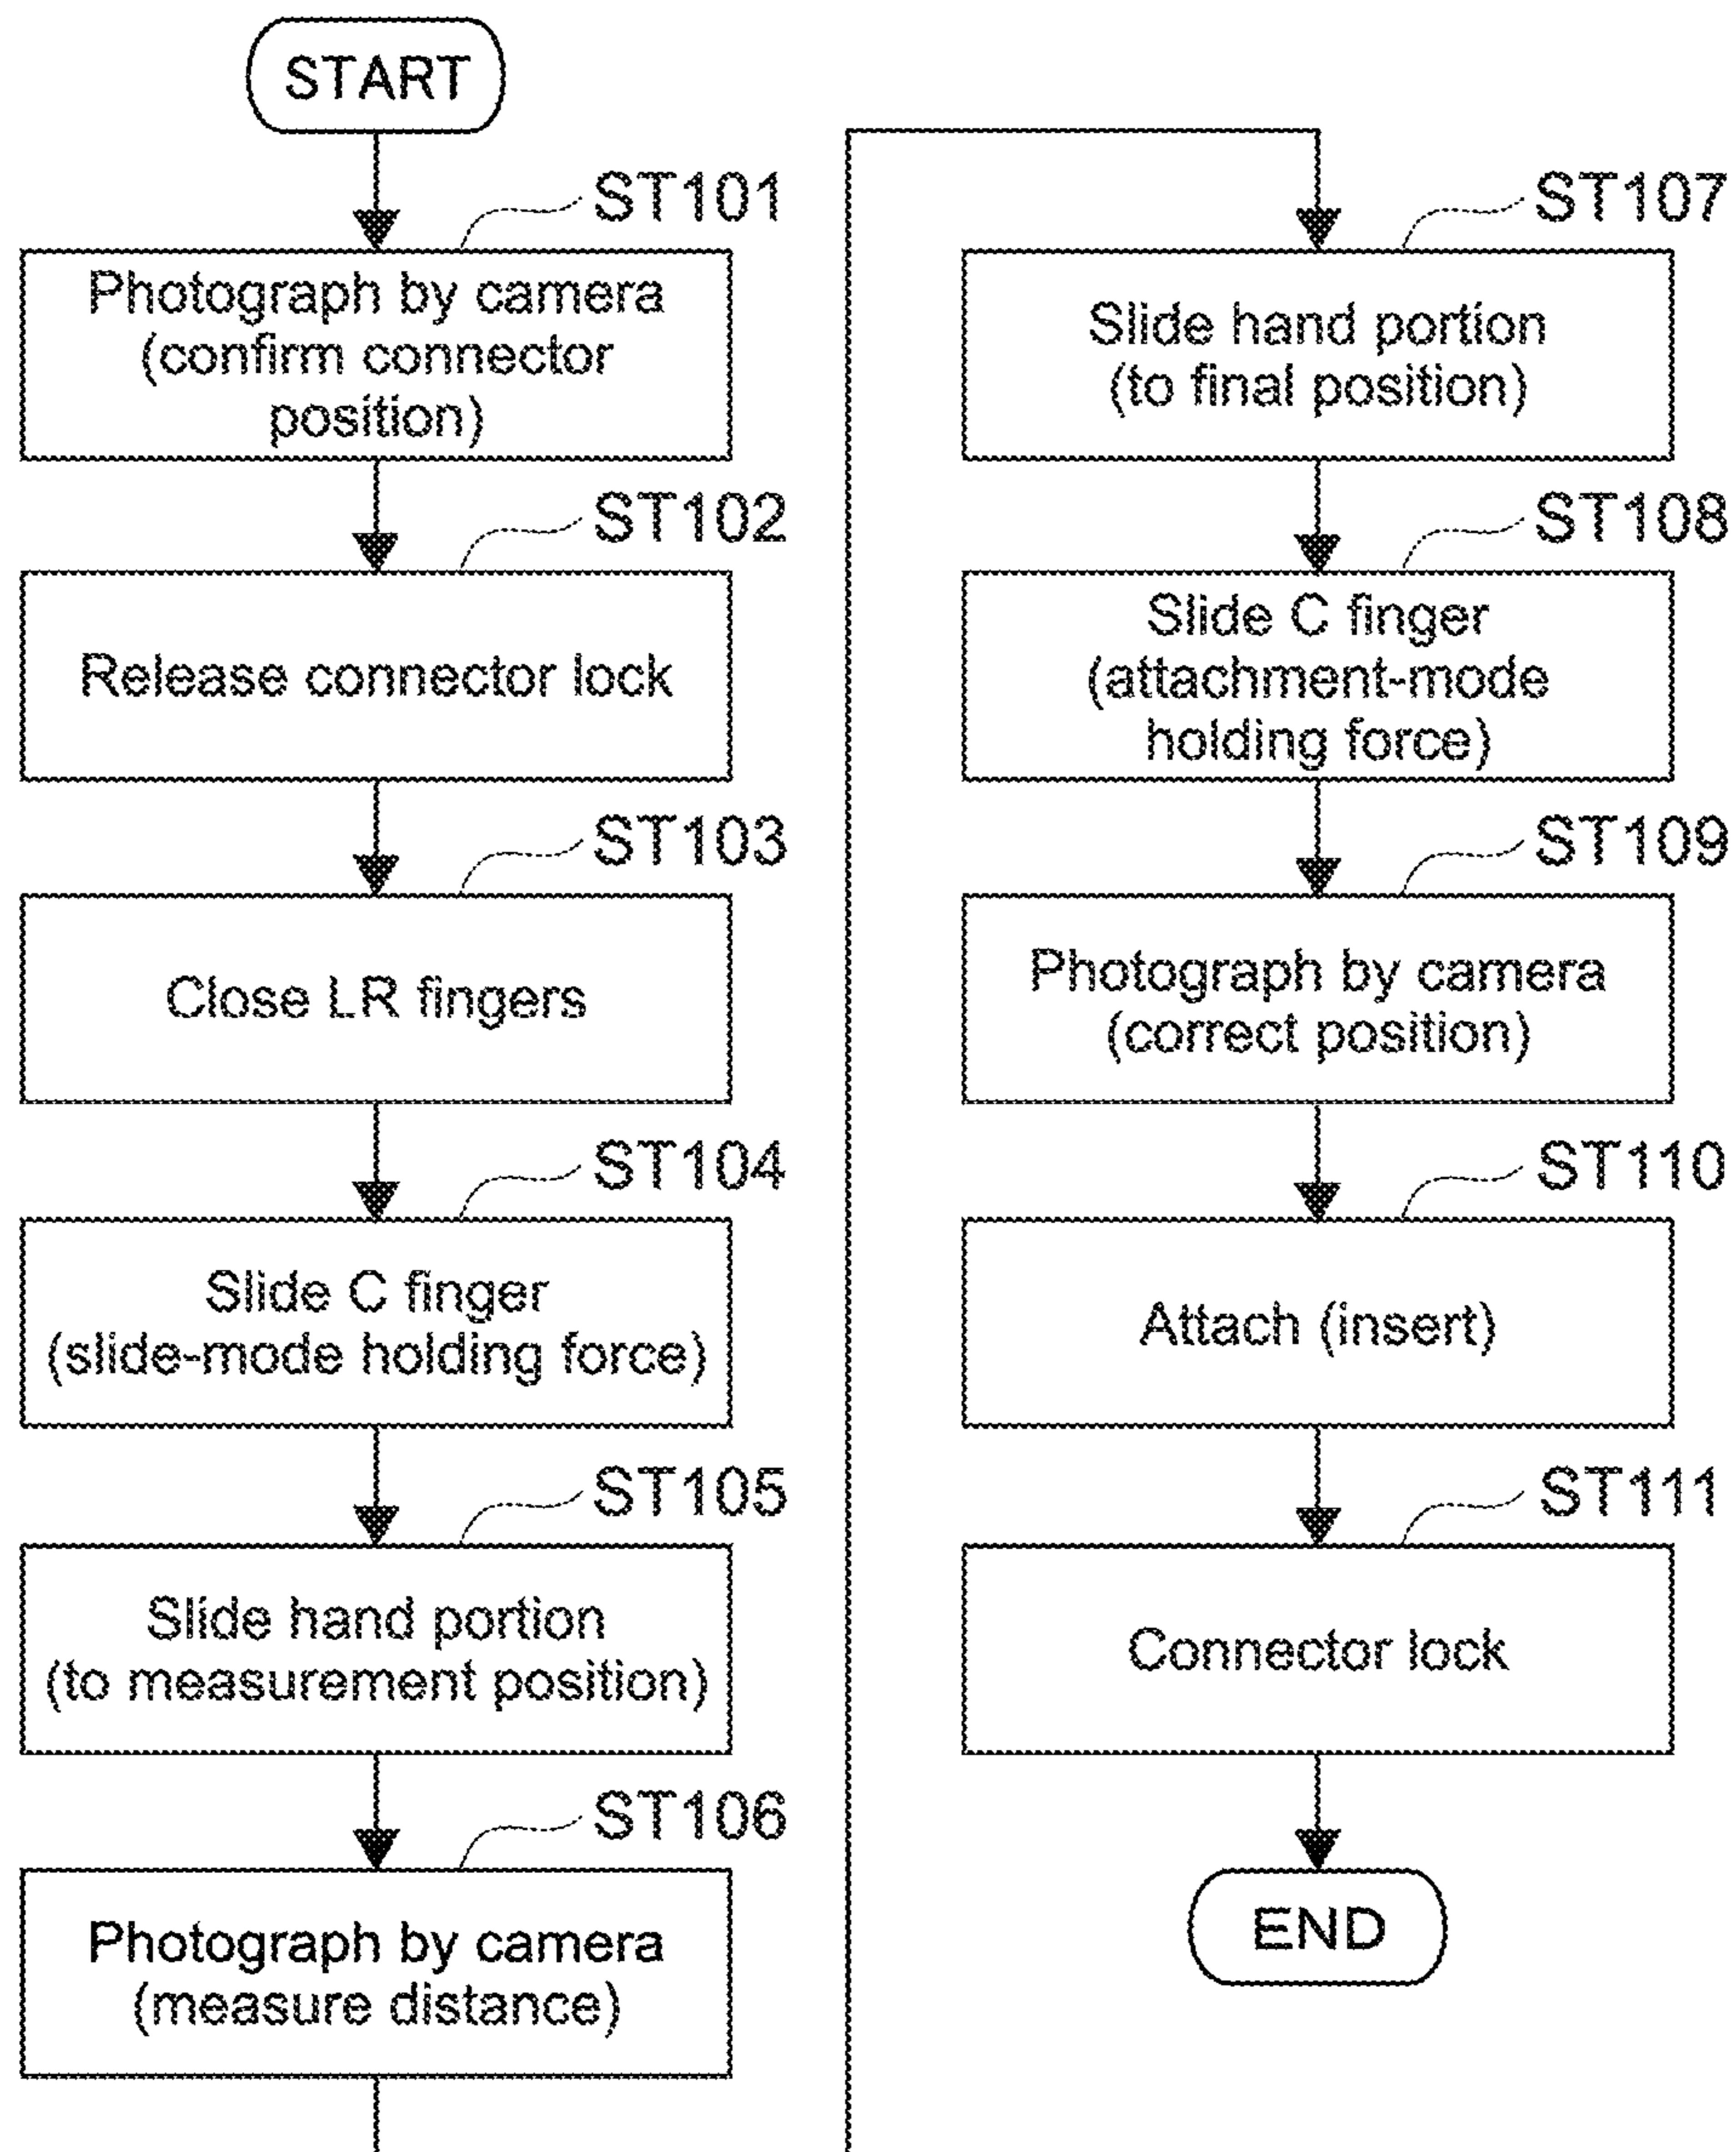 START
ST101
Photograph by camera
(confirm connector
position)
ST102
Release connector lock
ST103
Close LR fingers
ST104
Slide C finger
(slide-mode holding force)
ST105
Slide hand portion
(to measurement position)
ST106
Photograph by camera
(measure distance)
ST107
Slide hand portion
(to final position)
ST108
Slide C finger
(attachment-mode
holding force)
ST109
Photograph by camera
(correct position)
ST110
Attach (insert)
ST111
Connector lock
END